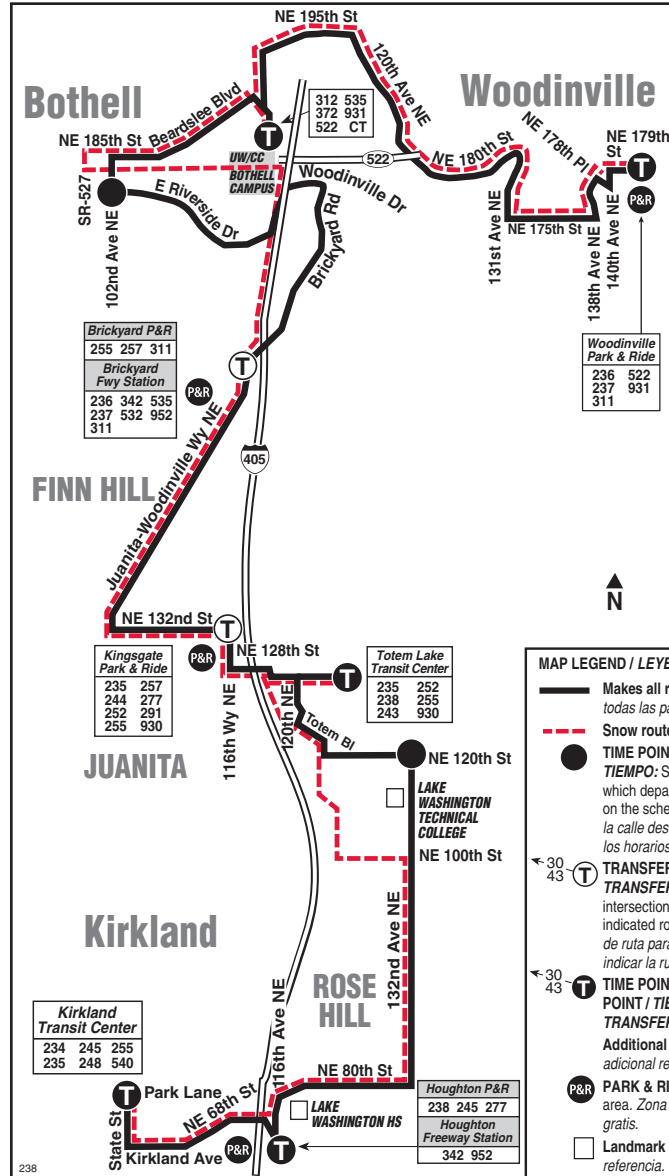 NE 195th St
Bothell
Woodinville
120th Ave NE
Beardslee Blvd
312 535
372 931
522 CT
NE 185th St
NE 180th St
NE 178th Pl
NE 179th
St
T
T
UW/CC
BOTHELL
CAMPUS
522
SR-527
Woodinville Dr
P&R
E Riverside Dr
Brickyard Rd
102nd Ave NE
131st Ave NE
NE 175th St
138th Ave NE
140th Ave NE
Brickyard P&R
255 257 311
Brickyard
Fwy Station
236 342 535
237 532 952
311
T
P&R
Woodinville
Park & Ride
236 522
237 931
311
405
FINN HILL
Juanita-Woodinville Wy NE
N
NE 132nd St
T
Kingsgate
Park & Ride
235 257
244 277
252 291
255 930
P&R
NE 128th St
T
Totem Lake
Transit Center
235 252
238 255
243 930
116th Wy NE
120th NE
Totem Bl
JUANITA
NE 120th St
LAKE
WASHINGTON
TECHNICAL
COLLEGE
NE 100th St
Kirkland
132nd Ave NE
ROSE
HILL
116th Ave NE
Kirkland
Transit Center
234 245 255
235 248 540
NE 80th St
T
Park Lane
NE 68th St
State St
Kirkland Ave
P&R
T
LAKE
WASHINGTON HS
Houghton P&R
238 245 277
Houghton
Freeway Station
342 952
238
MAP LEGEND / LEYE
Makes all r
todas las pa
Snow route
TIME POIN
TIEMPO: S
which depa
on the sche
la calle des
los horarios
30
43
T
TRANSFER
TRANSFER
intersection
indicated ro
de ruta para
indicar la ru
30
43
T
TIME POIN
POINT / TIE
TRANSFER
Additional
adicional re
P&R
PARK & RI
area. Zona
gratis.
Landmark
referencia.